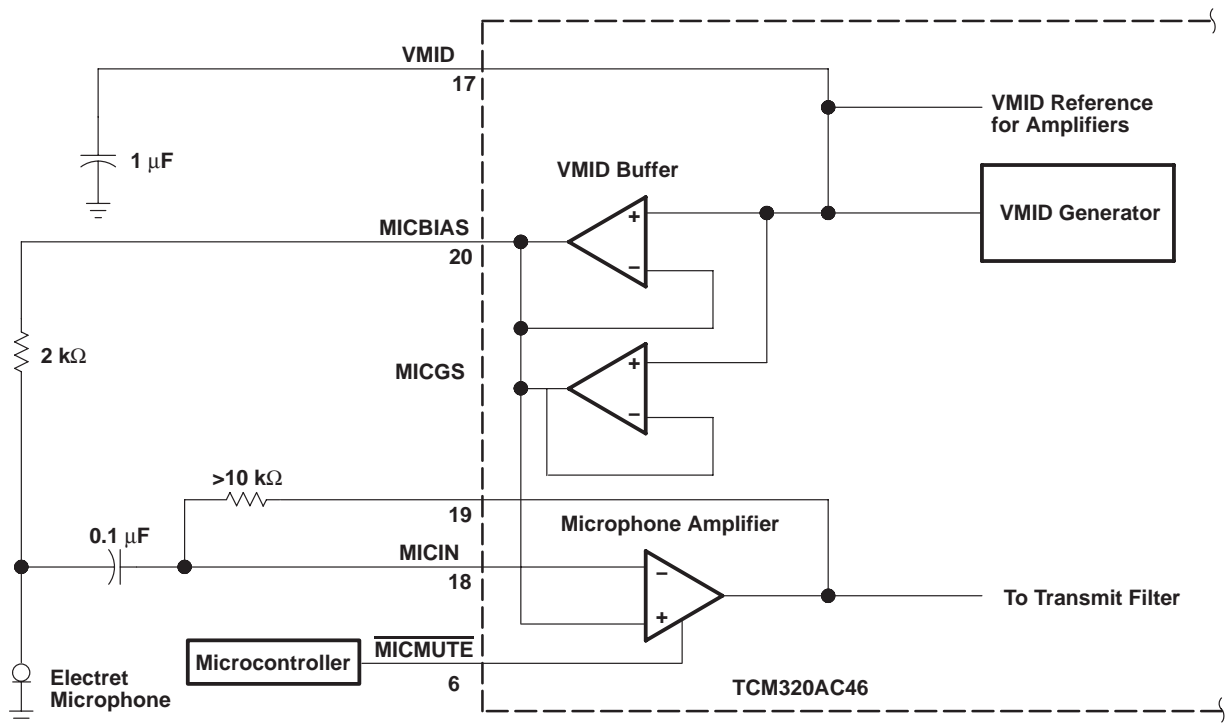 VMID
17
VMID Reference
for Amplifiers
1 μF
VMID Buffer
+
−
VMID Generator
MICBIAS
20
2 kΩ
MICGS
+
−
>10 kΩ
19
Microphone Amplifier
0.1 μF
MICIN
18
−
+
To Transmit Filter
Microcontroller
MICMUTE
6
Electret
Microphone
TCM320AC46